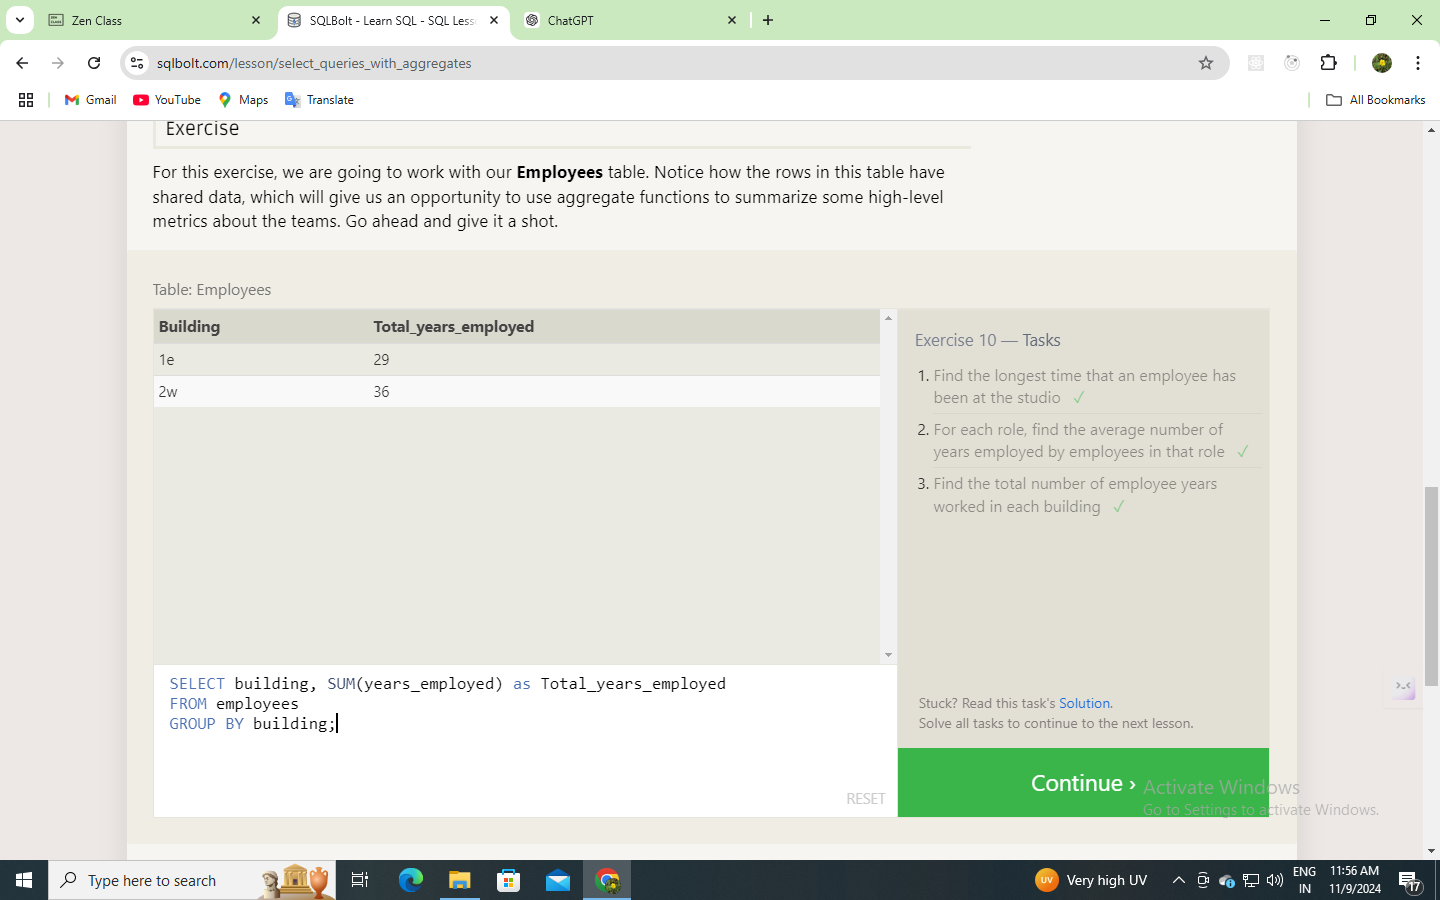 Zen Class
SQLBolt - Learn SQL - SQL Less
ChatGPT
sqlbolt.com/lesson/select_queries_with_aggregates
Gmail
YouTube
Maps
Translate
All Bookmarks
Exercise
For this exercise, we are going to work with our Employees table. Notice how the rows in this table have
shared data, which will give us an opportunity to use aggregate functions to summarize some high-level
metrics about the teams. Go ahead and give it a shot.
Table: Employees
Building Total_years_employed
1e 29
2w 36
Exercise 10 — Tasks
1. Find the longest time that an employee has
been at the studio ✓
2. For each role, find the average number of
years employed by employees in that role ✓
3. Find the total number of employee years
worked in each building ✓
SELECT building, SUM(years_employed) as Total_years_employed
FROM employees
GROUP BY building;
RESET
Stuck? Read this task's Solution.
Solve all tasks to continue to the next lesson.
Continue ›
Activate Windows
Go to Settings to activate Windows.
Type here to search
UV
Very high UV
ENG
IN
11:56 AM
11/9/2024
17